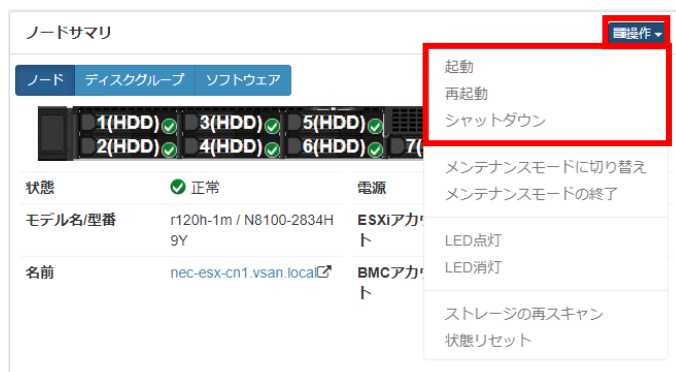 ノードサマリ
操作
ノード ディスクグループ ソフトウェア
1(HDD) 3(HDD) 5(HDD)
2(HDD) 4(HDD) 6(HDD) 7(
状態 正常 電源
モデル名/型番 r120h-1m / N8100-2834H
9Y
ESXiアカウ
ト
名前 nec-esx-cn1.vsan.local
BMCアカウ
ト
起動
再起動
シャットダウン
メンテナンスモードに切り替え
メンテナンスモードの終了
LED点灯
LED消灯
ストレージの再スキャン
状態リセット